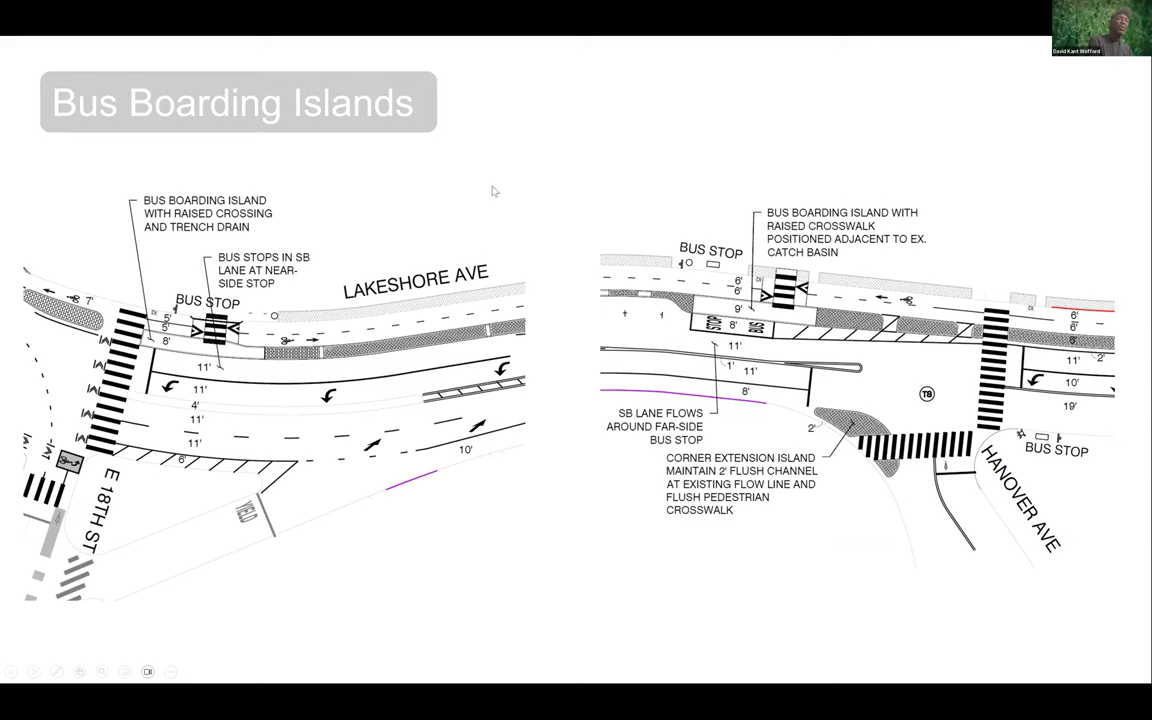 David Kant Wofford
Bus Boarding Islands
BUS BOARDING ISLAND
WITH RAISED CROSSING
AND TRENCH DRAIN
BUS STOPS IN SB
LANE AT NEAR-
SIDE STOP
LAKESHORE AVE
BUS STOP
7'
5'
5'
8'
11'
11'
4'
11'
11'
6'
10'
E 18TH ST
YIELD
BUS BOARDING ISLAND WITH
RAISED CROSSWALK
POSITIONED ADJACENT TO EX.
CATCH BASIN
BUS STOP
6'
6'
9'
STOP 8' BUS
11'
1'
11'
8'
2'
6'
6'
6'
11'
2'
10'
19'
T8
SB LANE FLOWS
AROUND FAR-SIDE
BUS STOP
CORNER EXTENSION ISLAND
MAINTAIN 2' FLUSH CHANNEL
AT EXISTING FLOW LINE AND
FLUSH PEDESTRIAN
CROSSWALK
BUS STOP
HANOVER AVE